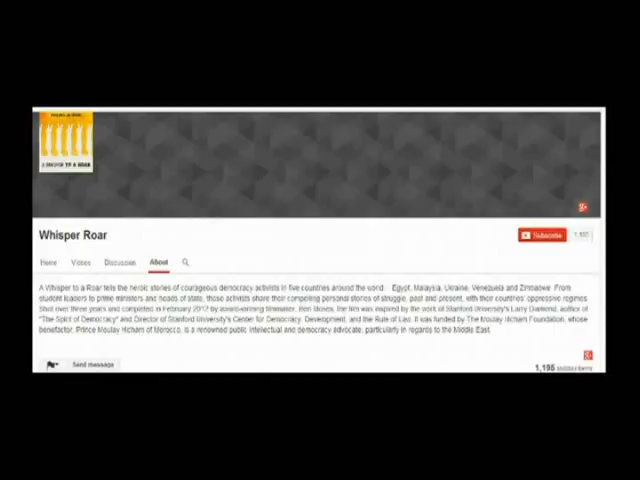 A WHISPER TO A ROAR
Whisper Roar
Subscribe
Home Videos Discussion About
A Whisper to a Roar tells the heroic stories of courageous democracy activists in five countries around the world. Egypt, Malaysia, Ukraine, Venezuela and Zimbabwe. From
student leaders to prime ministers and heads of state, these activists share their compelling personal stories of struggle, past and present, with their countries' oppressive regimes.
Shot over three years and completed in February 2012 by award-winning filmmaker, Ben Moses, the film was inspired by the work of Stanford University's Larry Diamond, author of
"The Spirit of Democracy" and Director of Stanford University's Center for Democracy, Development, and the Rule of Law. It was funded by The Moulay Hicham Foundation, whose
benefactor, Prince Moulay Hicham of Morocco, is a renowned public intellectual and democracy advocate, particularly in regards to the Middle East.
Send message
1,195 subscribers